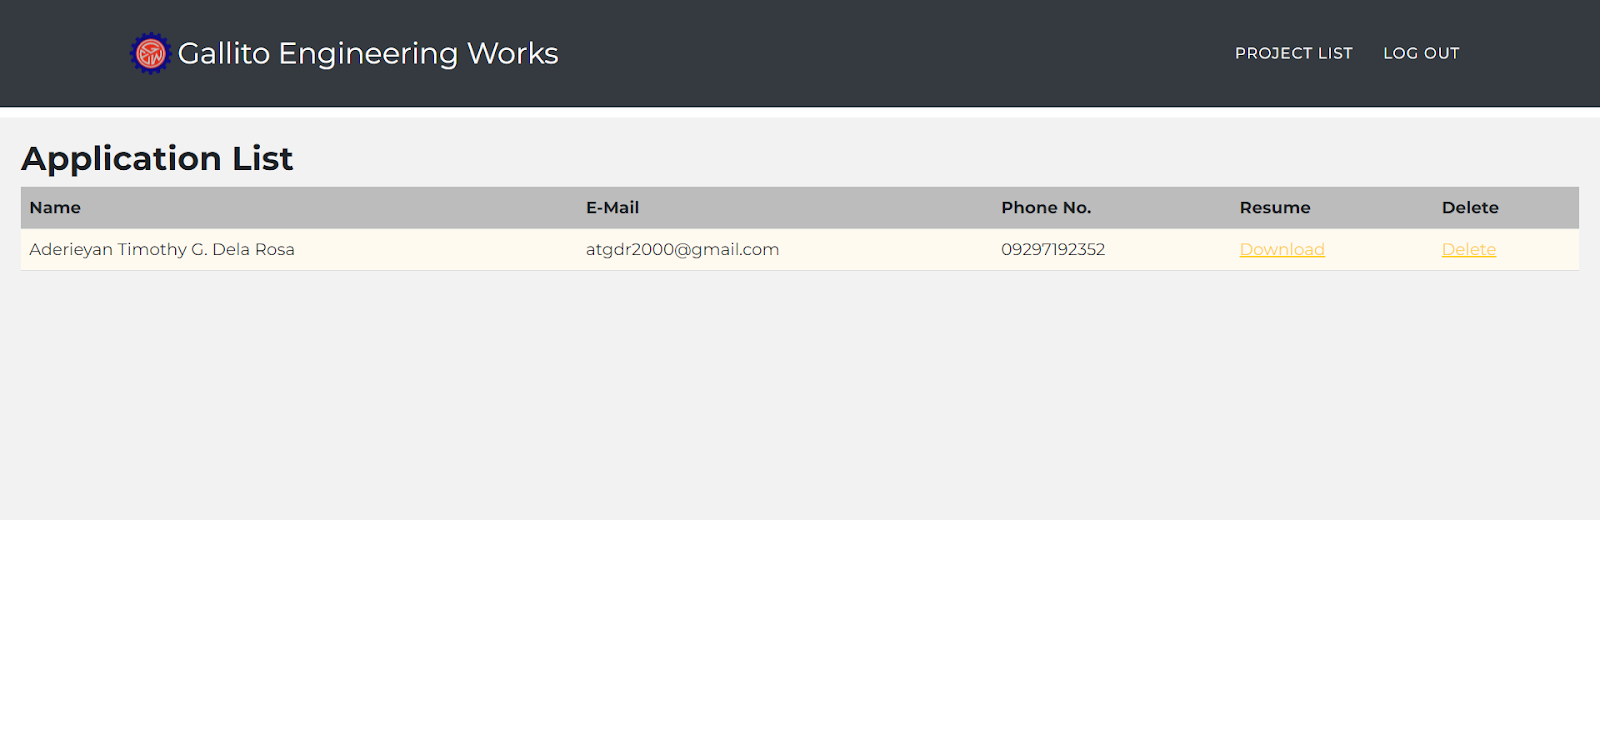 Gallito Engineering Works
PROJECT LIST LOG OUT
Application List
Name E-Mail Phone No. Resume Delete
Aderieyan Timothy G. Dela Rosa atgdr2000@gmail.com 09297192352 Download Delete